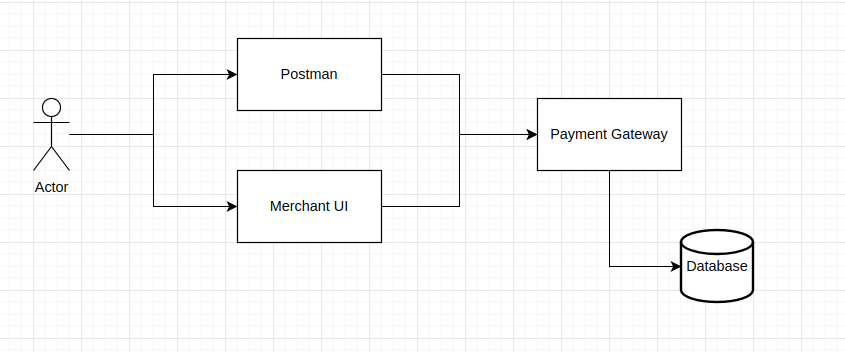 Postman
Actor
Merchant UI
Payment Gateway
Database